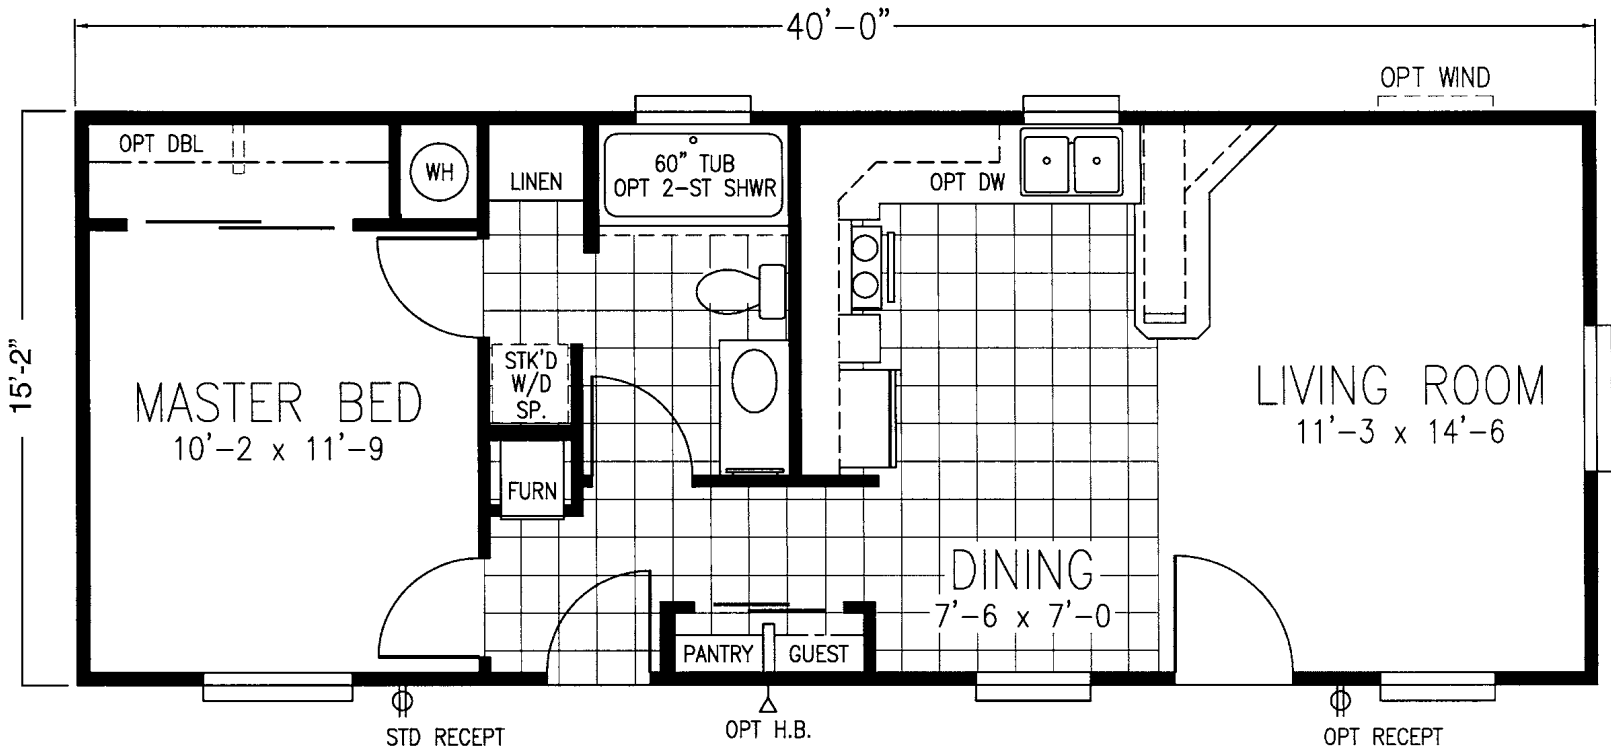 40'-0"
OPT WIND
OPT DBL
WH
LINEN
60" TUB
OPT 2-ST SHWR
OPT DW
15'-2"
STK'D
W/D
SP.
MASTER BED
10'-2 x 11'-9
LIVING ROOM
11'-3 x 14'-6
FURN
DINING
7'-6 x 7'-0
PANTRY
GUEST
STD RECEPT
OPT H.B.
OPT RECEPT